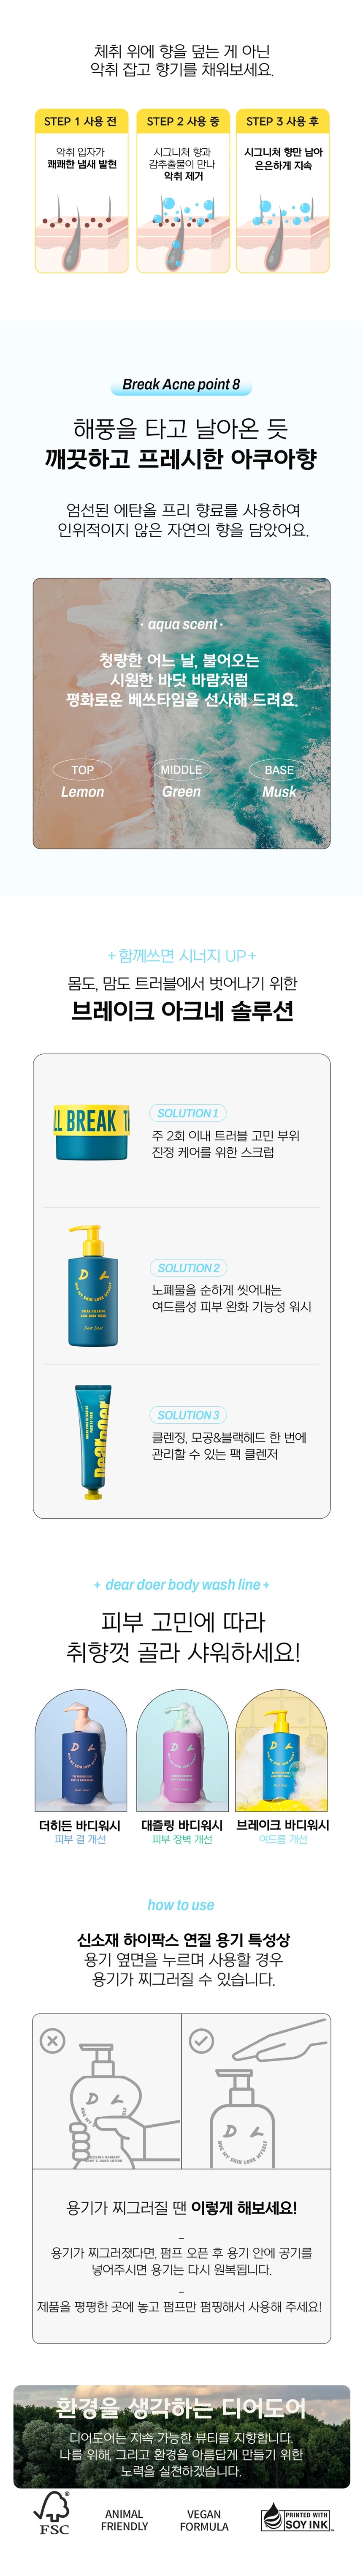 체취 위에 향을 덮는 게 아닌
악취 잡고 향기를 채워보세요.
STEP 1 사용 전
악취 입자가
쾌쾌한 냄새 발현
STEP 2 사용 중
시그니처 향과
감추출물이 만나
악취 제거
STEP 3 사용 후
시그니처 향만 남아
은은하게 지속
Break Acne point 8
해풍을 타고 날아온 듯
깨끗하고 프레시한 아쿠아향
엄선된 에탄올 프리 향료를 사용하여
인위적이지 않은 자연의 향을 담았어요.
· aqua scent ·
청량한 어느 날, 불어오는
시원한 바닷 바람처럼
평화로운 베쓰타임을 선사해 드려요.
TOP
Lemon
MIDDLE
Green
BASE
Musk
+ 함께쓰면 시너지 UP +
몸도, 맘도 트러블에서 벗어나기 위한
브레이크 아크네 솔루션
LL BREAK T
SOLUTION 1
주 2회 이내 트러블 고민 부위
진정 케어를 위한 스크럽
HUG MY SKIN LOVE MYSELF
SOLUTION 2
노폐물을 순하게 씻어내는
여드름성 피부 완화 기능성 워시
Dear Doer
SOLUTION 3
클렌징, 모공&블랙헤드 한 번에
관리할 수 있는 팩 클렌저
+ dear doer body wash line +
피부 고민에 따라
취향껏 골라 샤워하세요!
더히든 바디워시
피부 결 개선
대즐링 바디워시
피부 장벽 개선
브레이크 바디워시
여드름 개선
how to use
신소재 하이팍스 연질 용기 특성상
용기 옆면을 누르며 사용할 경우
용기가 찌그러질 수 있습니다.
HUG MY SKIN LOVE MYSELF
용기가 찌그러질 땐 이렇게 해보세요!
–
용기가 찌그러졌다면, 펌프 오픈 후 용기 안에 공기를
넣어주시면 용기는 다시 원복됩니다.
–
제품을 평평한 곳에 놓고 펌프만 펌핑해서 사용해 주세요!
환경을 생각하는 디어도어
디어도어는 지속 가능한 뷰티를 지향합니다.
나를 위해, 그리고 환경을 아름답게 만들기 위한
노력을 실천하겠습니다.
FSC
ANIMAL
FRIENDLY
VEGAN
FORMULA
PRINTED WITH
SOY INK